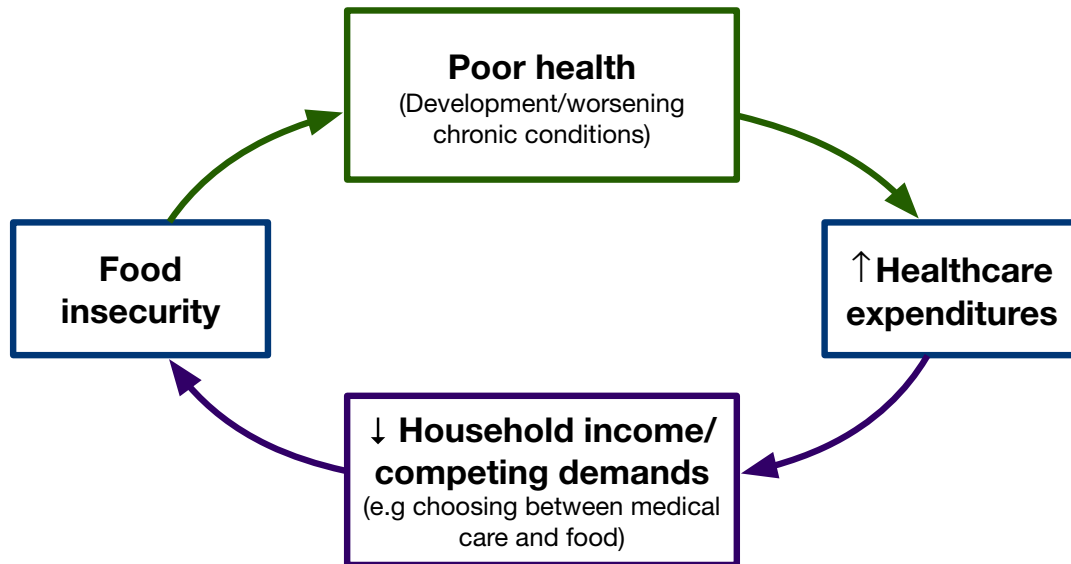 Poor health
(Development/worsening
chronic conditions)
Food
insecurity
↑Healthcare
expenditures
↓ Household income/
competing demands
(e.g choosing between medical
care and food)